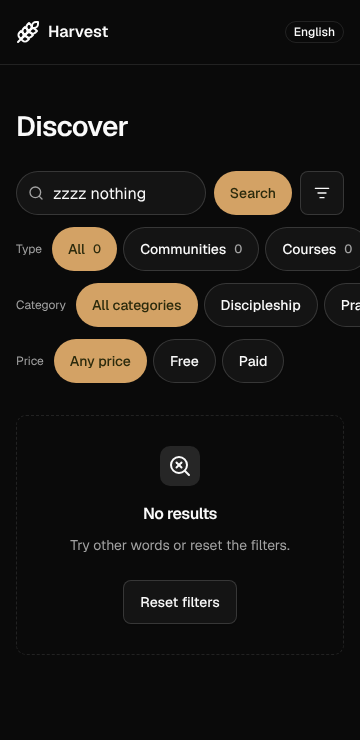 Harvest
English
Discover
zzzz nothing
Search
Type All 0 Communities 0 Courses 0
Category All categories Discipleship
Price Any price Free Paid
No results
Try other words or reset the filters.
Reset filters